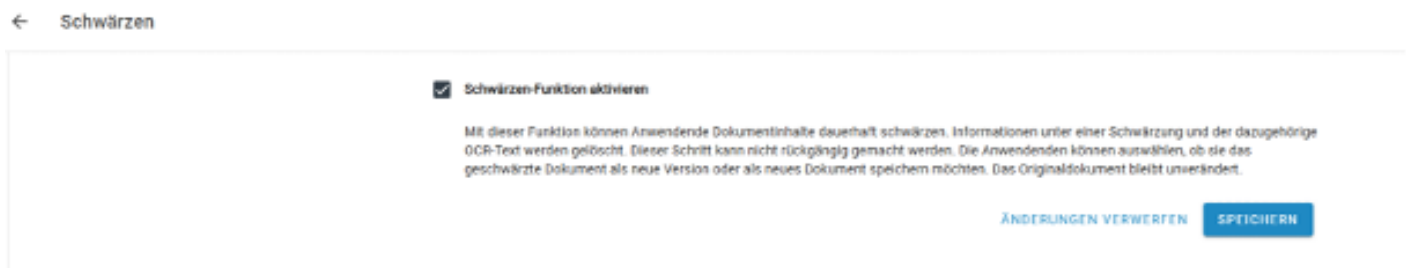 Schwärzen
Schwärzen-Funktion aktivieren
Mit dieser Funktion können Anwendende Dokumentinhalte dauerhaft schwärzen. Informationen unter einer Schwärzung und der dazugehörige
OCR-Text werden gelöscht. Dieser Schritt kann nicht rückgängig gemacht werden. Die Anwendenden können auswählen, ob sie das
geschwärzte Dokument als neue Version oder als neues Dokument speichern möchten. Das Originaldokument bleibt unverändert.
ÄNDERUNGEN VERWERFEN SPEICHERN